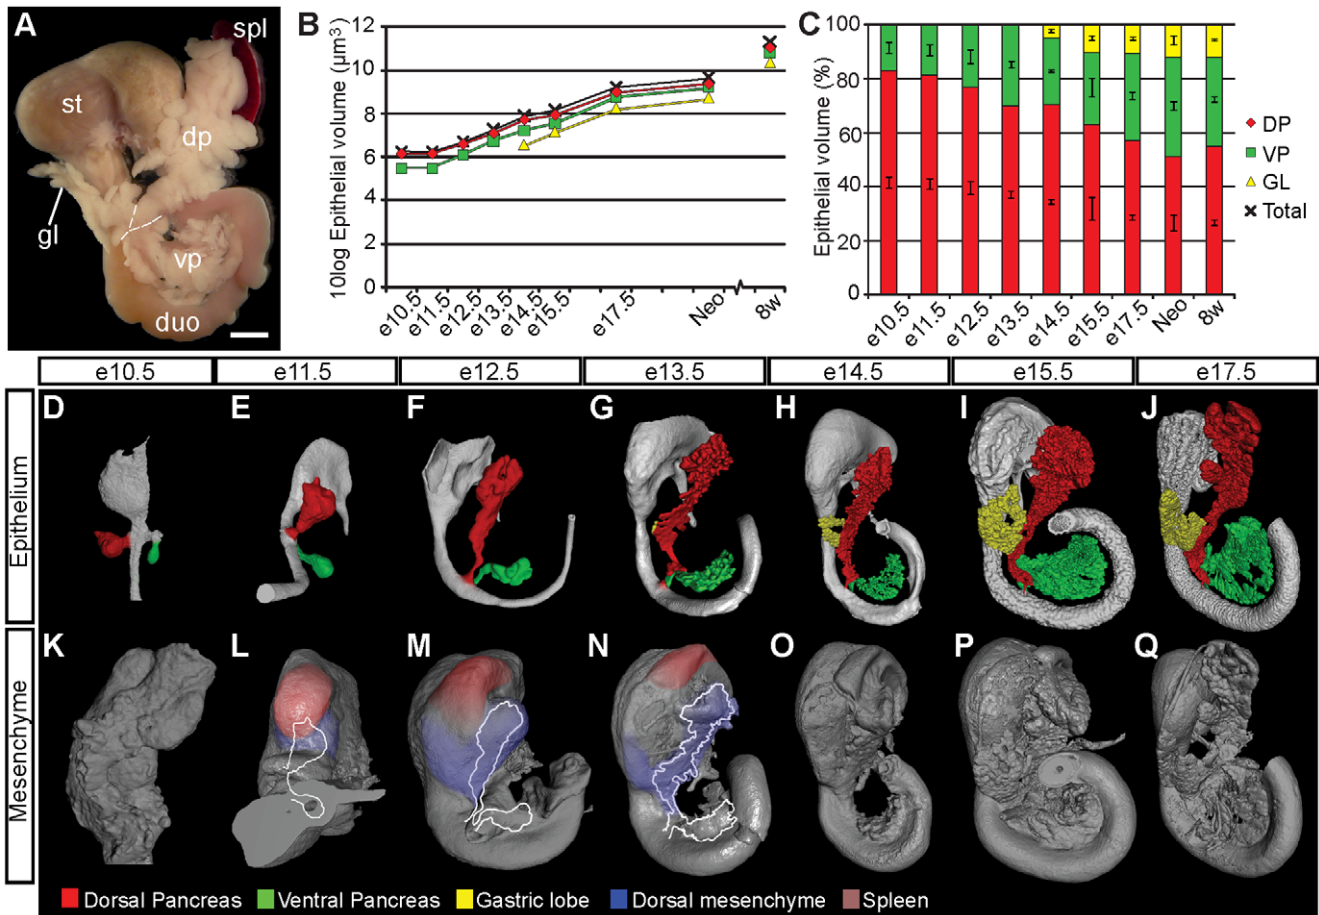 A
spl
st
dp
gl
vp
duo
B
10log Epithelial volume (µm³)
12
10
8
6
4
2
0
e10.5
e11.5
e12.5
e13.5
e14.5
e15.5
e17.5
Neo
8w
C
Epithelial volume (%)
100
80
60
40
20
0
e10.5
e11.5
e12.5
e13.5
e14.5
e15.5
e17.5
Neo
8w
DP
VP
GL
Total
e10.5 e11.5 e12.5 e13.5 e14.5 e15.5 e17.5
Epithelium
D E F G H I J
Mesenchyme
K L M N O P Q
Dorsal Pancreas Ventral Pancreas Gastric lobe Dorsal mesenchyme Spleen